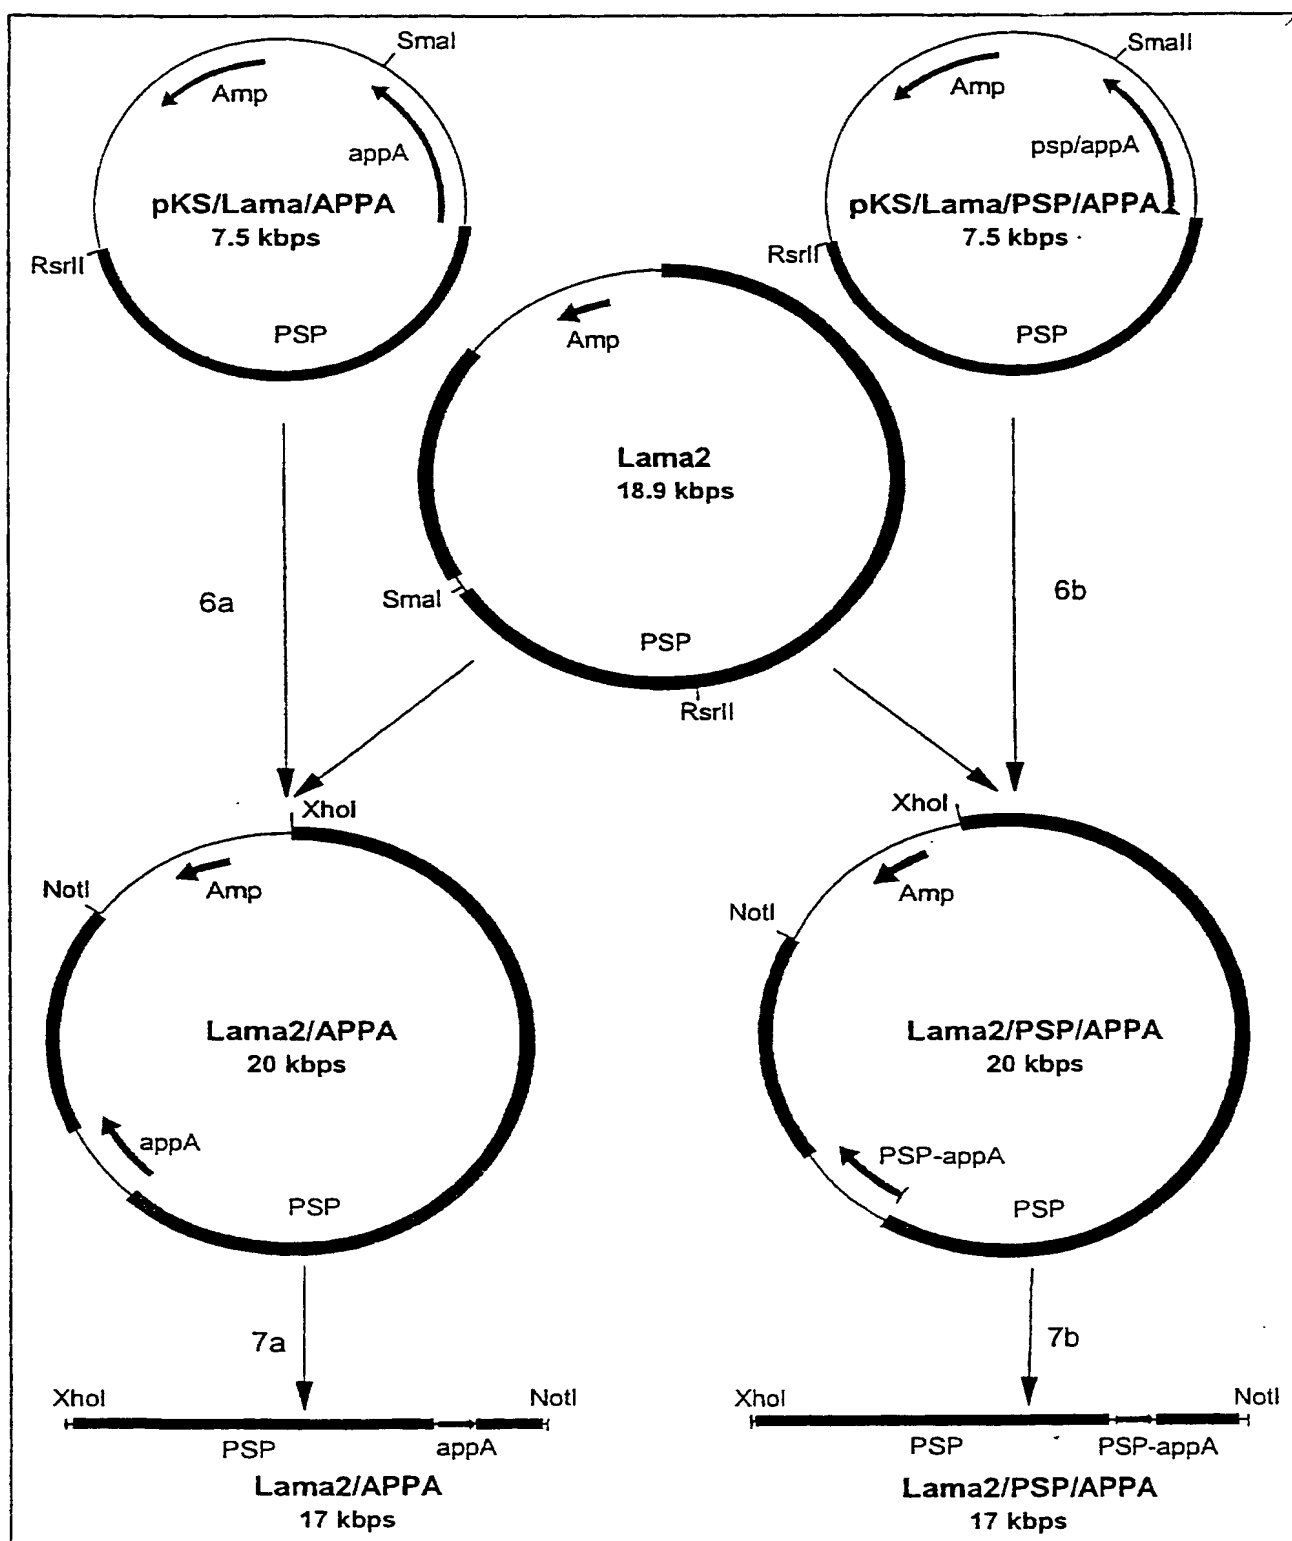 SmaI
Amp
appA
pKS/Lama/APPA
7.5 kbps
RsrII
PSP
SmaII
Amp
psp/appA
pKS/Lama/PSP/APPA
7.5 kbps
RsrII
PSP
Amp
Lama2
18.9 kbps
SmaI
PSP
RsrII
6a
6b
XhoI
Amp
NotI
Lama2/APPA
20 kbps
appA
PSP
XhoI
Amp
NotI
Lama2/PSP/APPA
20 kbps
PSP-appA
PSP
7a
7b
XhoI
NotI
PSP
appA
Lama2/APPA
17 kbps
XhoI
NotI
PSP
PSP-appA
Lama2/PSP/APPA
17 kbps